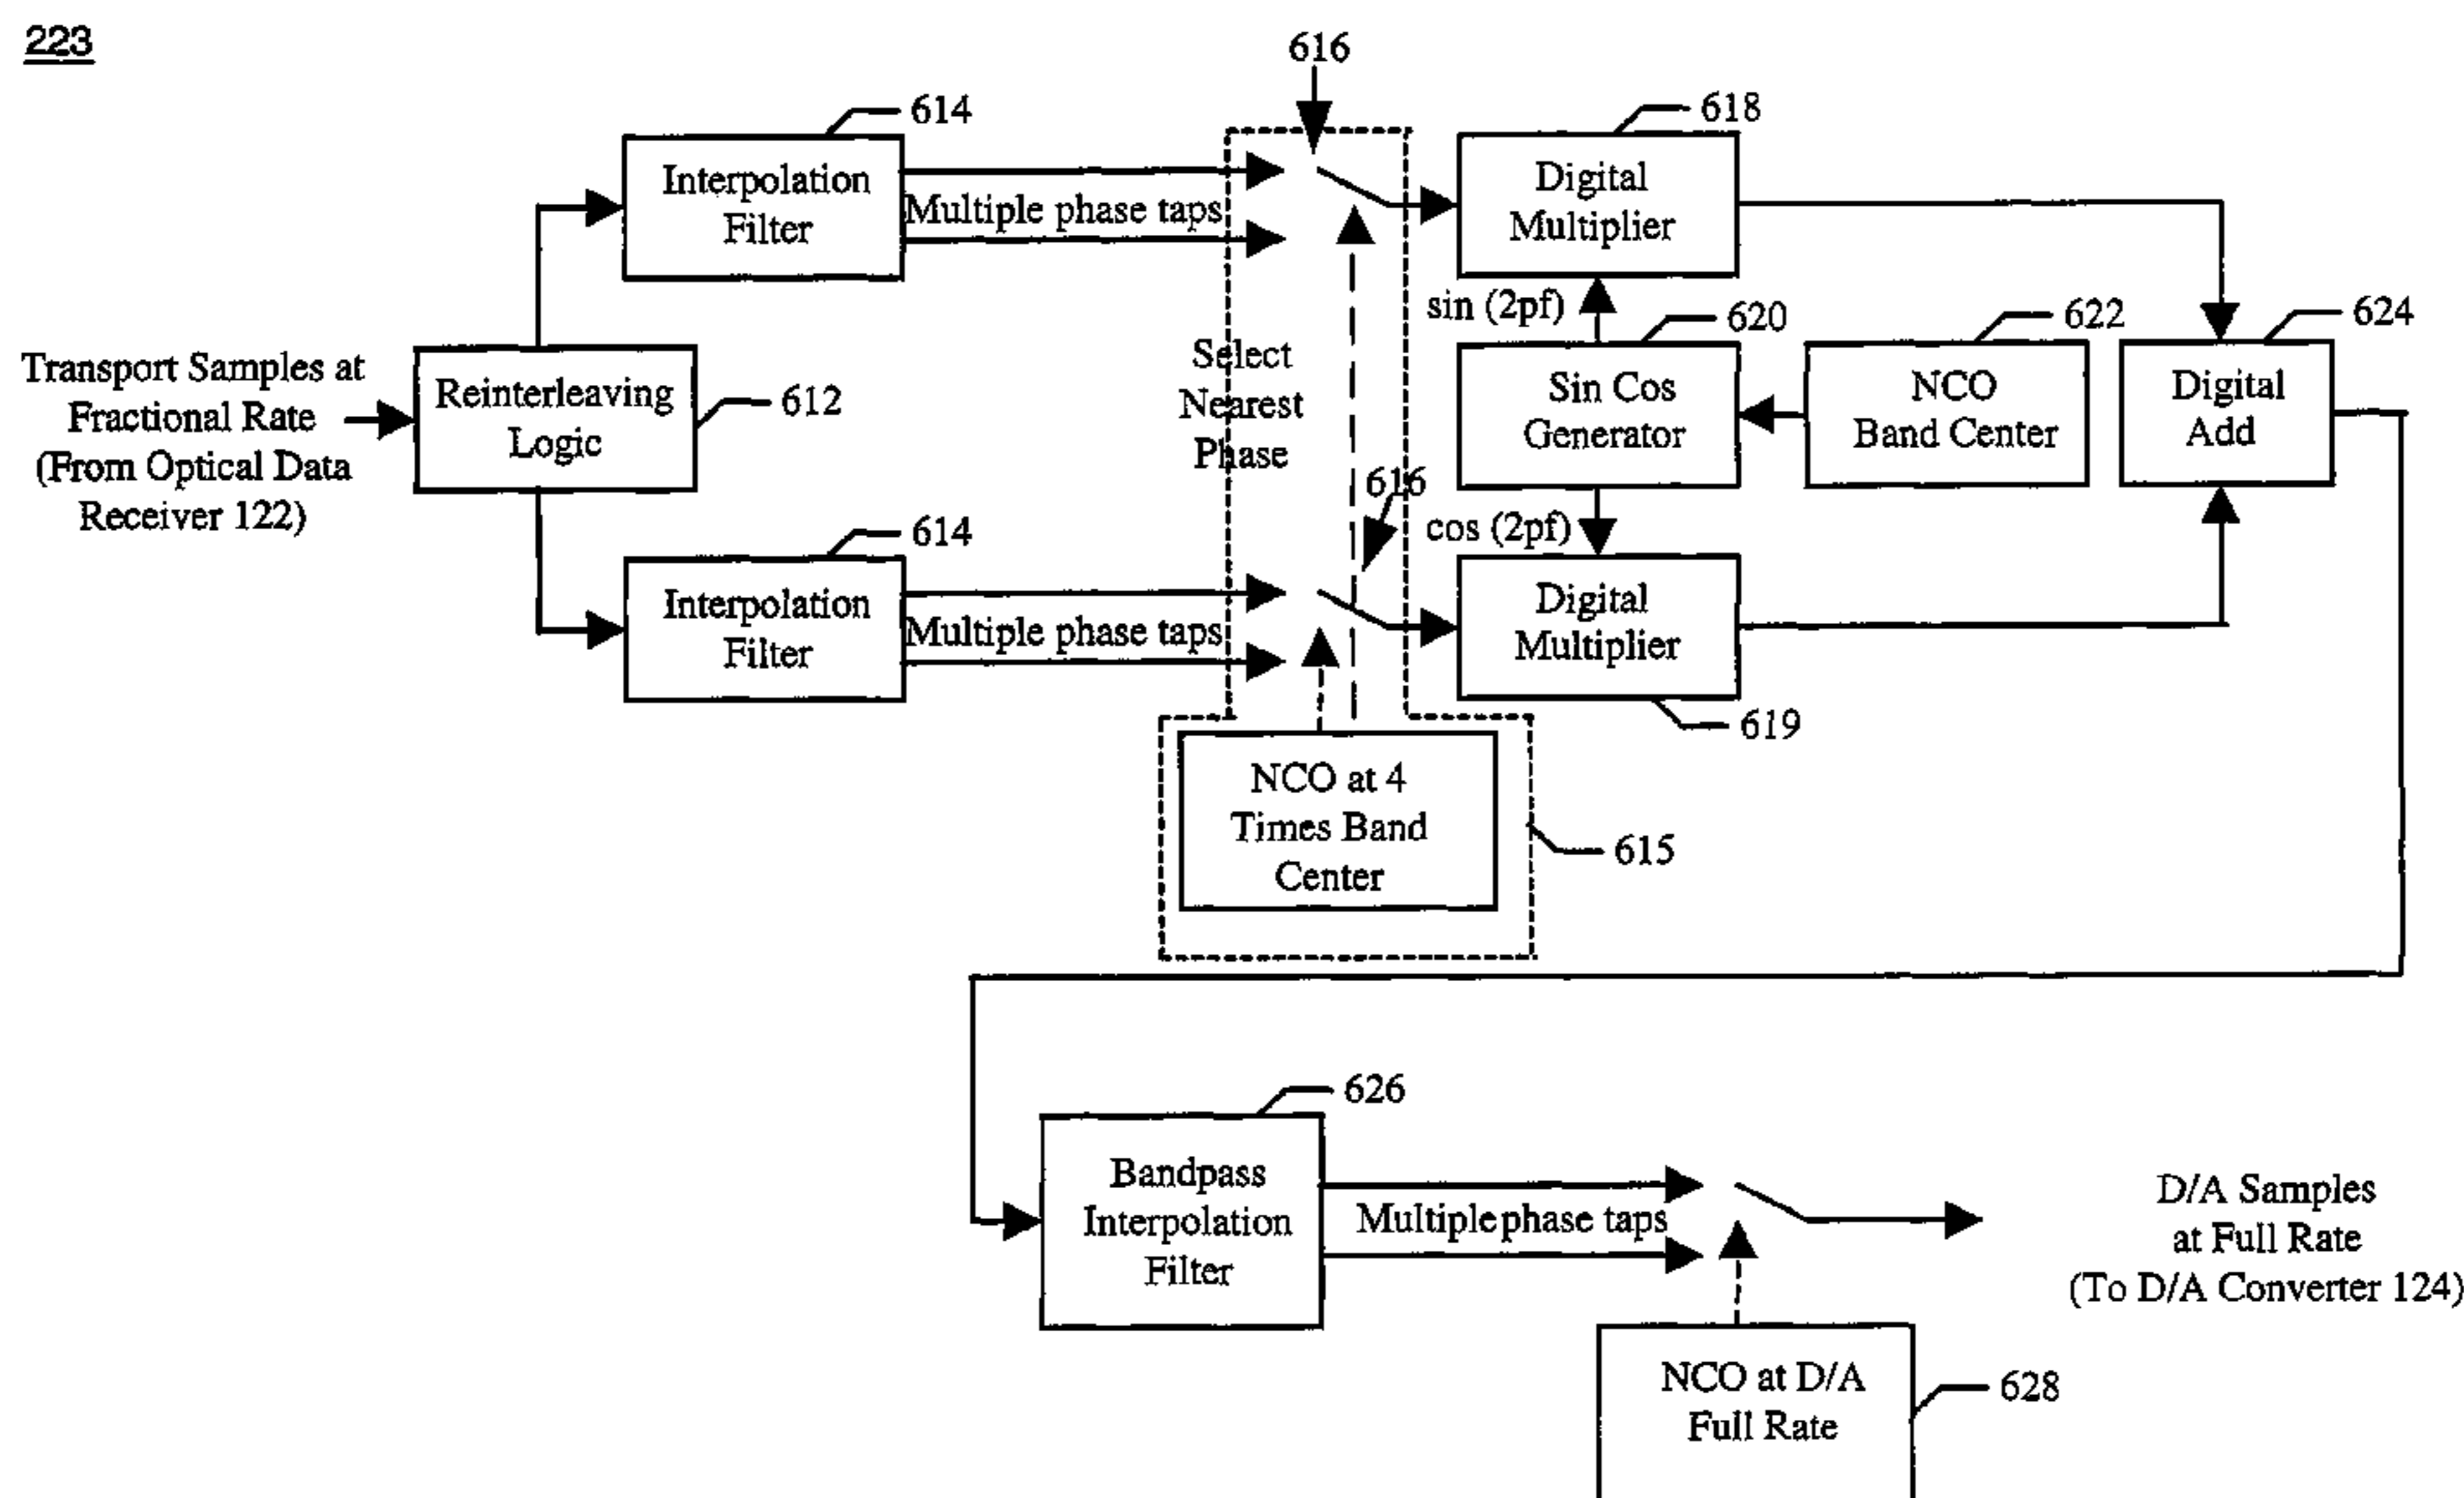 223
616
614
618
Interpolation
Filter
Multiple phase taps
Digital
Multiplier
sin (2pf)
620
622
624
Transport Samples at
Fractional Rate
(From Optical Data
Receiver 122)
Reinterleaving
Logic
612
Select
Nearest
Phase
Sin Cos
Generator
NCO
Band Center
Digital
Add
616
cos (2pf)
614
Interpolation
Filter
Multiple phase taps
Digital
Multiplier
619
NCO at 4
Times Band
Center
615
626
Bandpass
Interpolation
Filter
Multiple phase taps
D/A Samples
at Full Rate
(To D/A Converter 124)
NCO at D/A
Full Rate
628